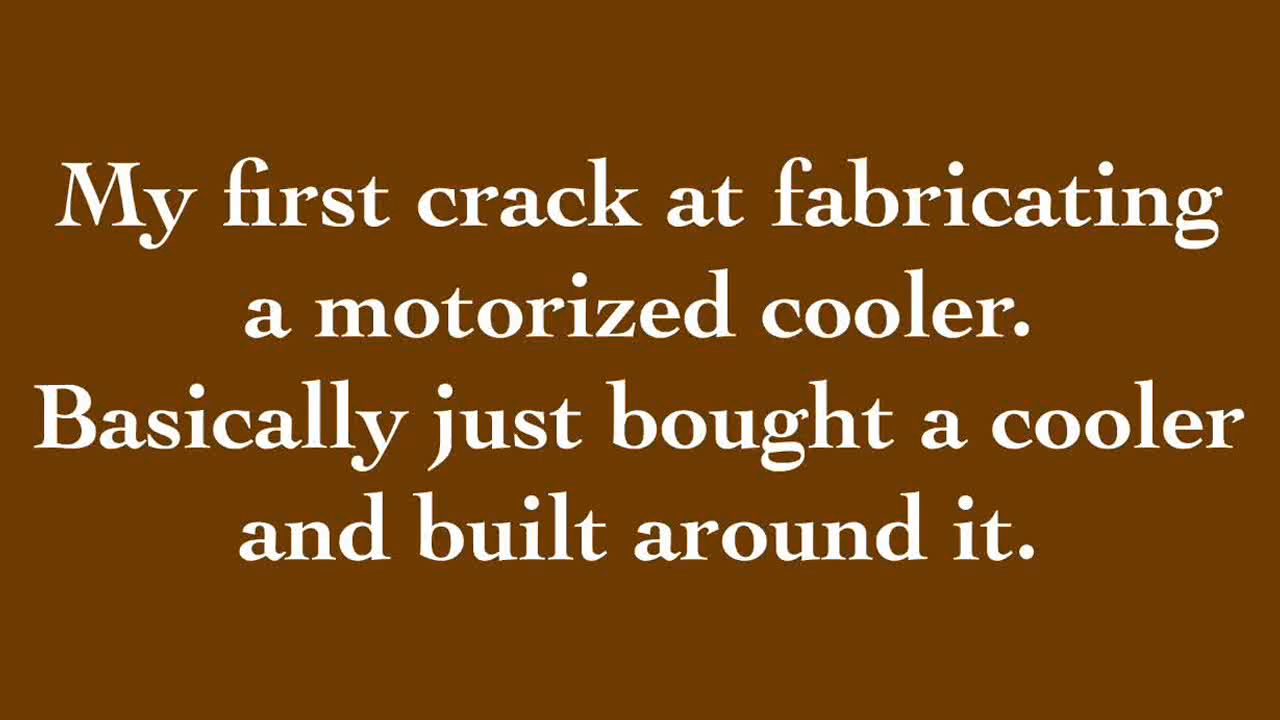 My first crack at fabricating
a motorized cooler.
Basically just bought a cooler
and built around it.